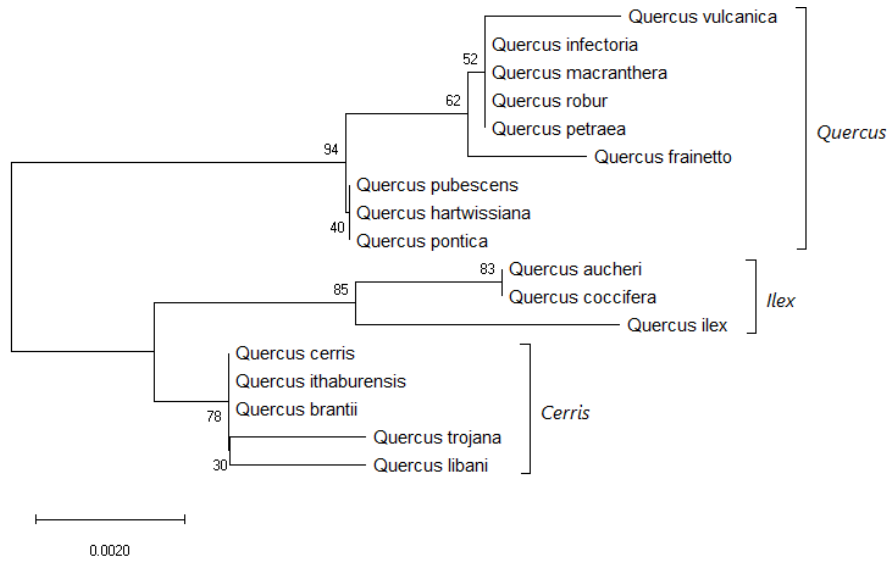 Quercus vulcanica
Quercus infectoria
52
Quercus macranthera
62
Quercus robur
Quercus petraea
Quercus
94
Quercus frainetto
Quercus pubescens
Quercus hartwissiana
40
Quercus pontica
83
Quercus aucheri
85
Quercus coccifera
Ilex
Quercus ilex
Quercus cerris
Quercus ithaburensis
Quercus brantii
78
Cerris
Quercus trojana
30
Quercus libani
0.0020